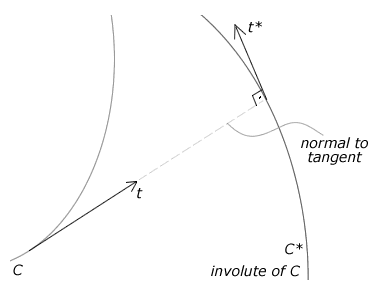 t*
normal to
tangent
t
C*
C
involute of C